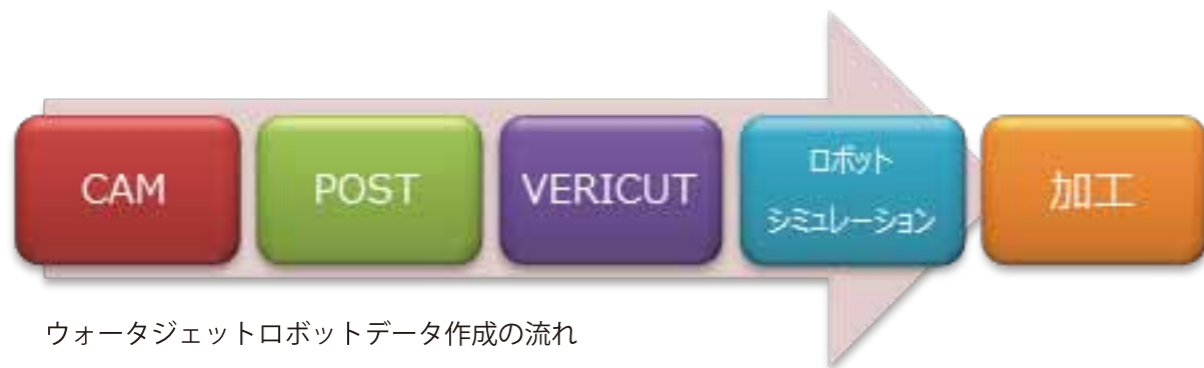 CAM
POST
VERICUT
ロボット
シミュレーション
加工
ウォータジェットロボットデータ作成の流れ